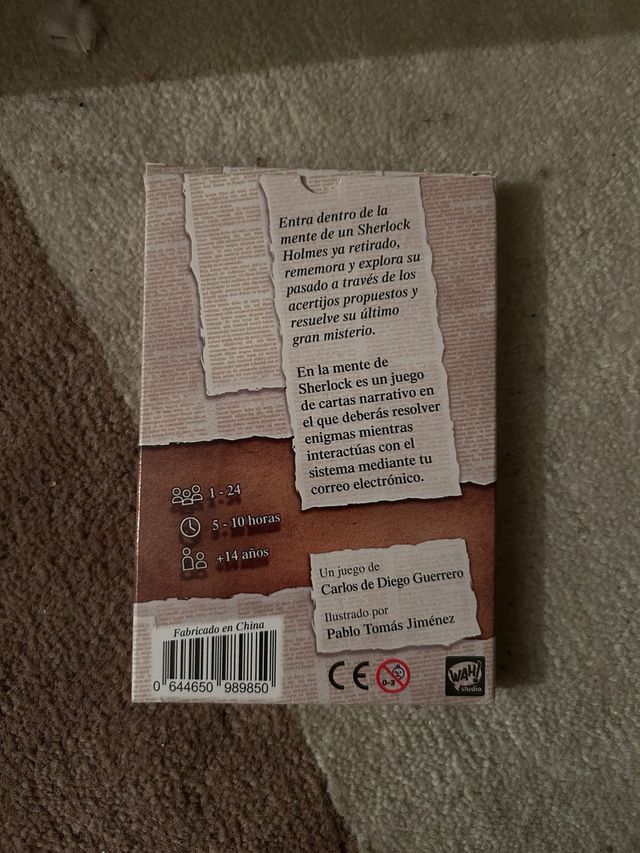 Entra dentro de la
mente de un Sherlock
Holmes ya retirado,
rememora y explora su
pasado a través de los
acertijos propuestos y
resuelve su último
gran misterio.
En la mente de
Sherlock es un juego
de cartas narrativo en
el que deberás resolver
enigmas mientras
interactúas con el
sistema mediante tu
correo electrónico.
1 - 24
5 - 10 horas
+14 años
Un juego de
Carlos de Diego Guerrero
Ilustrado por
Pablo Tomás Jiménez
Fabricado en China
0 644650 989850
CE
0-3
WAH!
studio